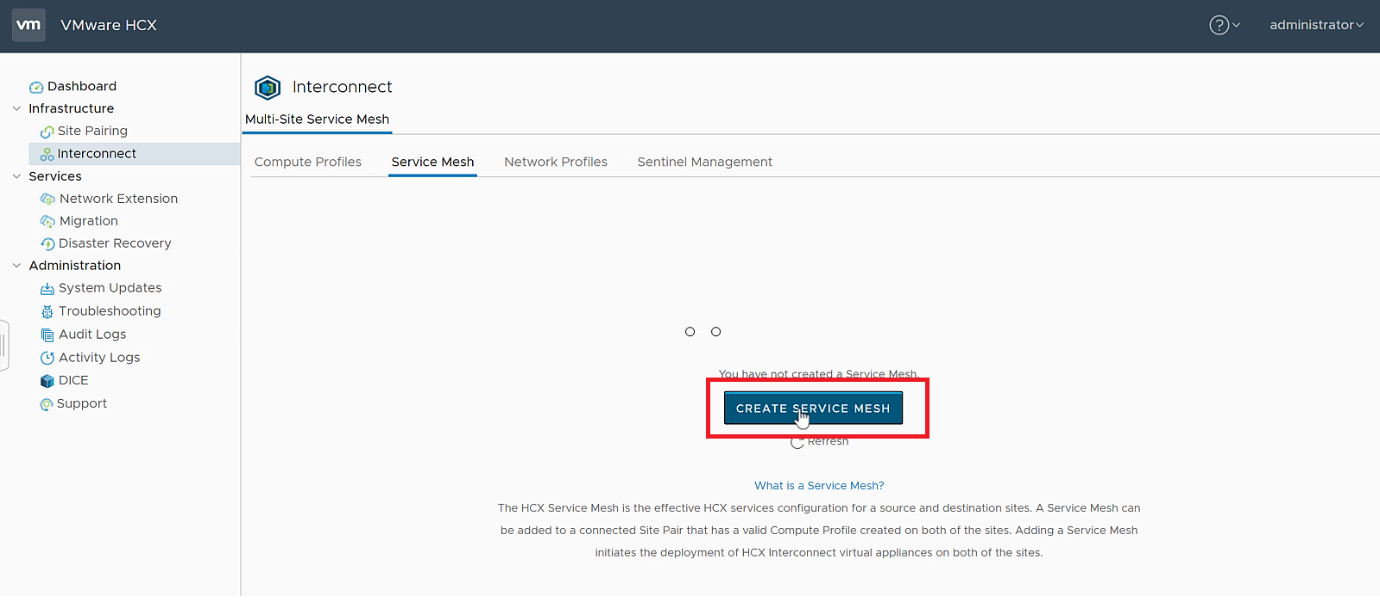 vm VMware HCX administrator
Dashboard
Infrastructure
Site Pairing
Interconnect
Services
Network Extension
Migration
Disaster Recovery
Administration
System Updates
Troubleshooting
Audit Logs
Activity Logs
DICE
Support
Interconnect
Multi-Site Service Mesh
Compute Profiles Service Mesh Network Profiles Sentinel Management
You have not created a Service Mesh.
CREATE SERVICE MESH
Refresh
What is a Service Mesh?
The HCX Service Mesh is the effective HCX services configuration for a source and destination sites. A Service Mesh can
be added to a connected Site Pair that has a valid Compute Profile created on both of the sites. Adding a Service Mesh
initiates the deployment of HCX Interconnect virtual appliances on both of the sites.